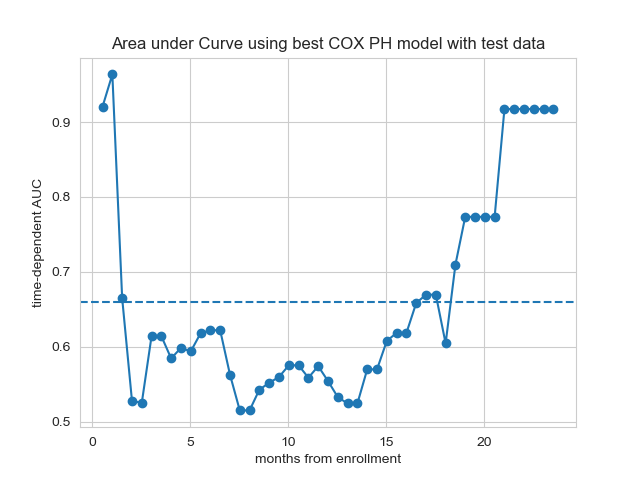 Area under Curve using best COX PH model with test data
time-dependent AUC
0.9
0.8
0.7
0.6
0.5
0 5 10 15 20
months from enrollment